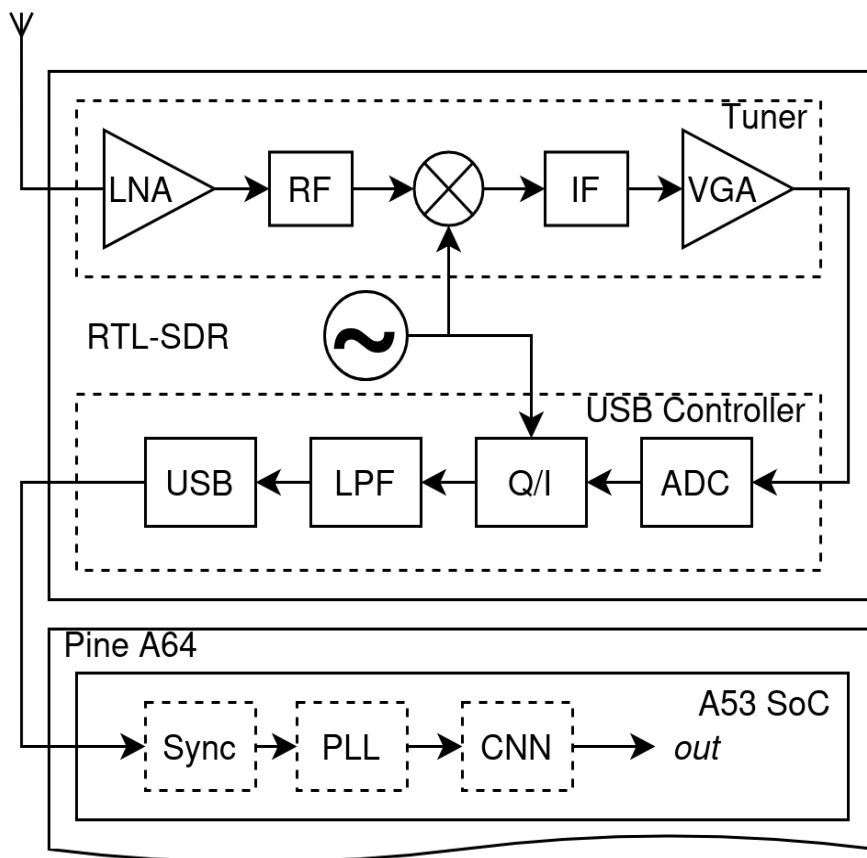 Tuner
LNA
RF
IF
VGA
RTL-SDR
USB Controller
USB
LPF
Q/I
ADC
Pine A64
A53 SoC
Sync
PLL
CNN
out